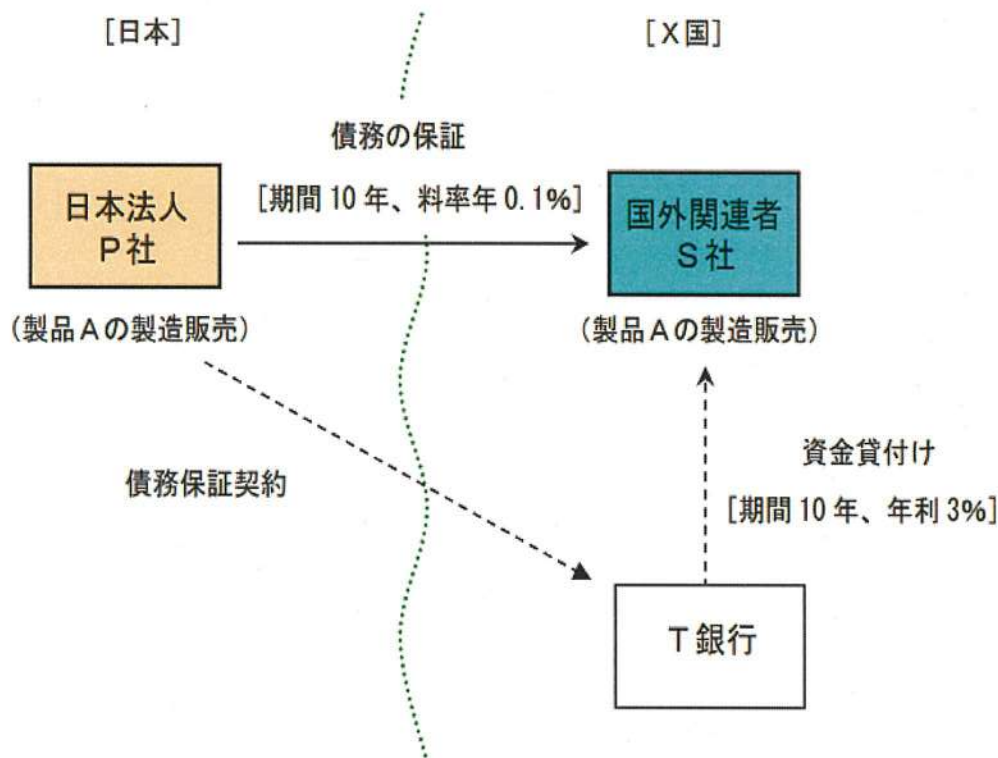 [日本]
[X国]
債務の保証
[期間 10 年、料率年 0.1%]
日本法人
P社
国外関連者
S社
(製品Aの製造販売)
(製品Aの製造販売)
債務保証契約
資金貸付け
[期間 10 年、年利 3%]
T銀行